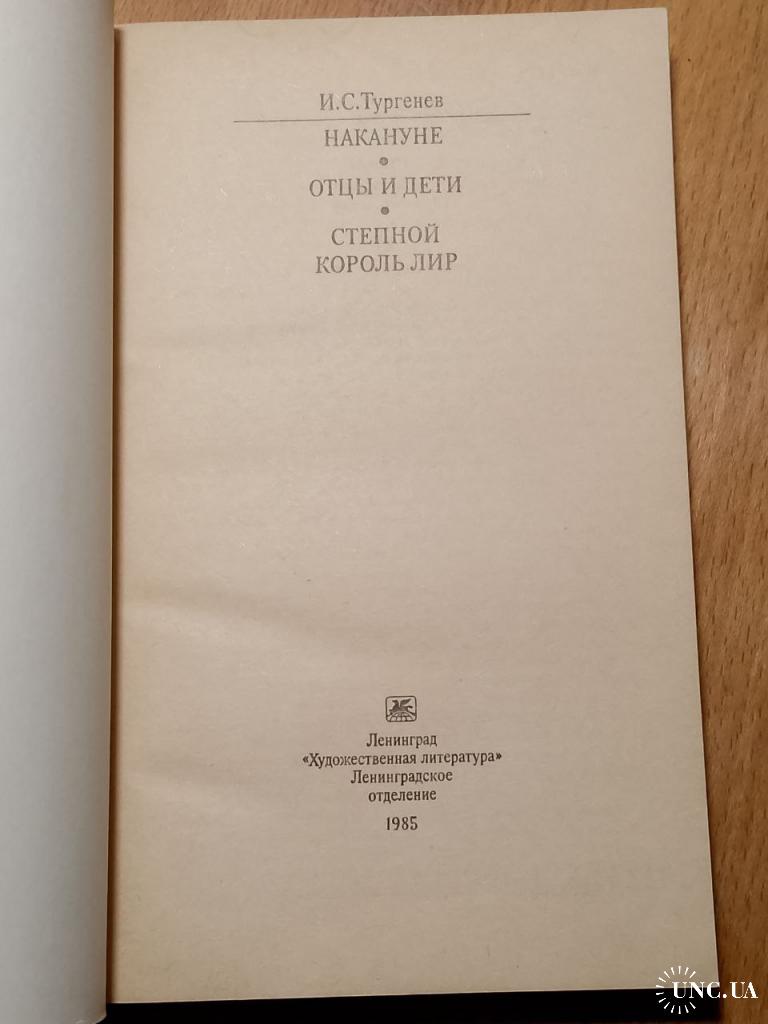 И.С.Тургенев
НАКАНУНЕ
•
ОТЦЫ И ДЕТИ
•
СТЕПНОЙ
КОРОЛЬ ЛИР
Ленинград
«Художественная литература»
Ленинградское
отделение
1985
UNC.UA